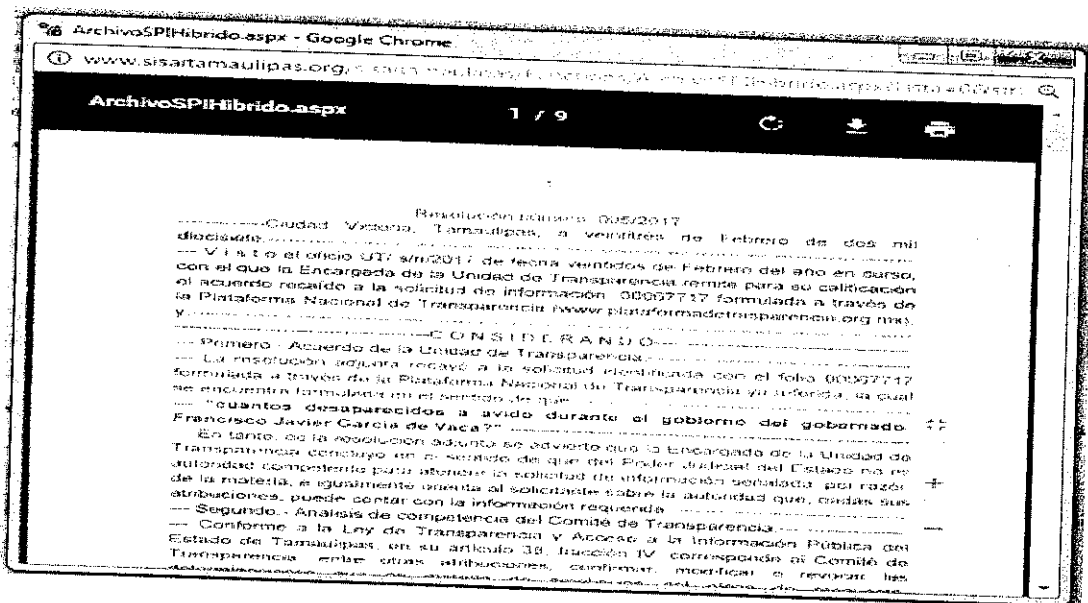 ArchivoSPIHibrido.aspx - Google Chrome
www.sisaitamaulipas.org/
ArchivoSPIHibrido.aspx 1 / 9
Resolución número 005/2017
----------Ciudad Victoria, Tamaulipas, a veintitrés de Febrero de dos mil
diecisiete.
--- V i s t o el oficio UT/ s/n/2017 de fecha veintidos de Febrero del año en curso,
con el que la Encargada de la Unidad de Transparencia remite para su calificación
el acuerdo recaído a la solicitud de información 00067717 formulada a través de
la Plataforma Nacional de Transparencia (www.plataformadetransparencia.org.mx),
y
C O N S I D E R A N D O
--- Primero.- Acuerdo de la Unidad de Transparencia.
--- La resolución adjunta recayó a la solicitud identificada con el folio 00067717
formulada a través de la Plataforma Nacional de Transparencia ya referida, la cual
se encuentra formulada en el sentido de que
--- "cuantos desaparecidos a avido durante el gobierno del gobernado
Francisco Javier Garcia de Vaca?"
En tanto, en la resolución adjunta se advierte que la Encargada de la Unidad de
Transparencia concluyo en el sentido de que del Poder Judicial del Estado no es
autoridad competente para atender la solicitud de información señalada, por razón
de la materia, e igualmente orienta al solicitante sobre la autoridad que, dadas sus
atribuciones, puede contar con la información requerida
--- Segundo.- Análisis de competencia del Comité de Transparencia.---
--- Conforme a la Ley de Transparencia y Acceso a la Información Pública del
Estado de Tamaulipas, en su artículo 38, fracción IV, corresponde al Comité de
Transparencia, entre otras atribuciones, confirmar, modificar o revocar las